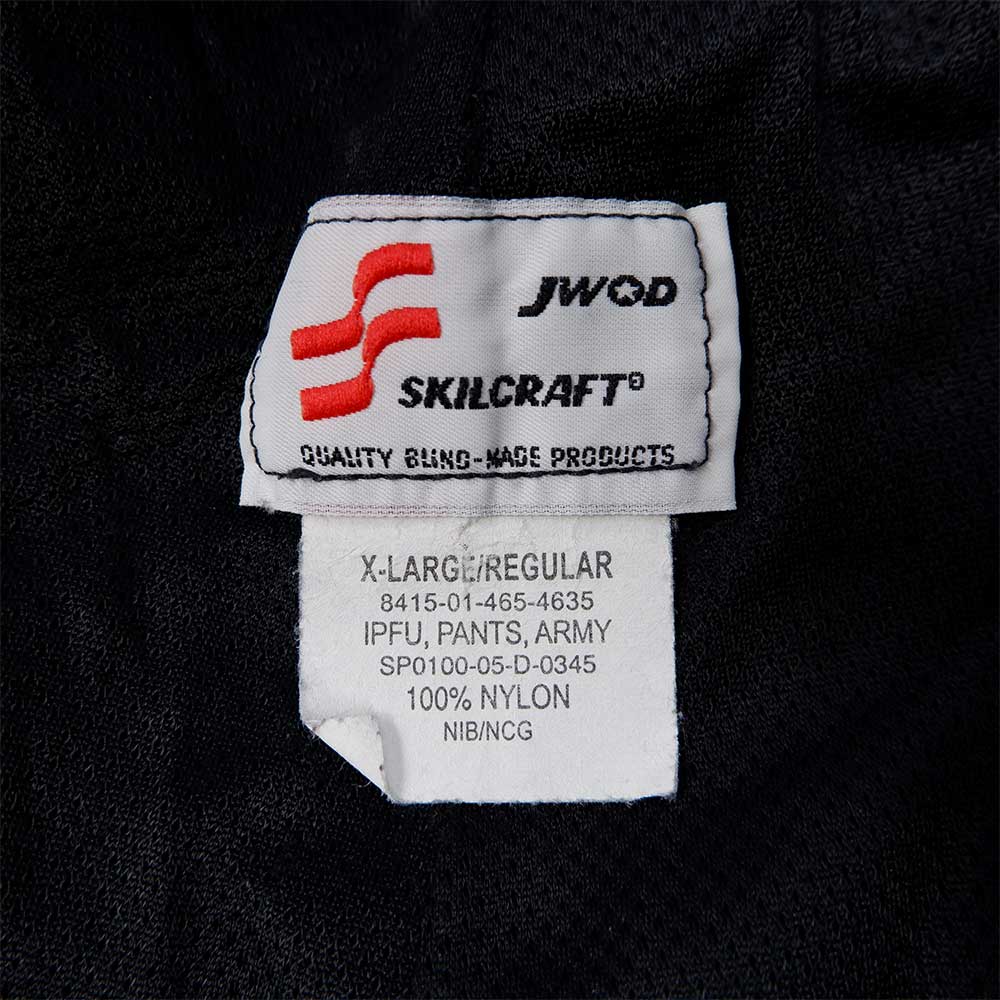 JWOD
SKILCRAFT®
QUALITY BLIND-MADE PRODUCTS
X-LARGE/REGULAR
8415-01-465-4635
IPFU, PANTS, ARMY
SP0100-05-D-0345
100% NYLON
NIB/NCG